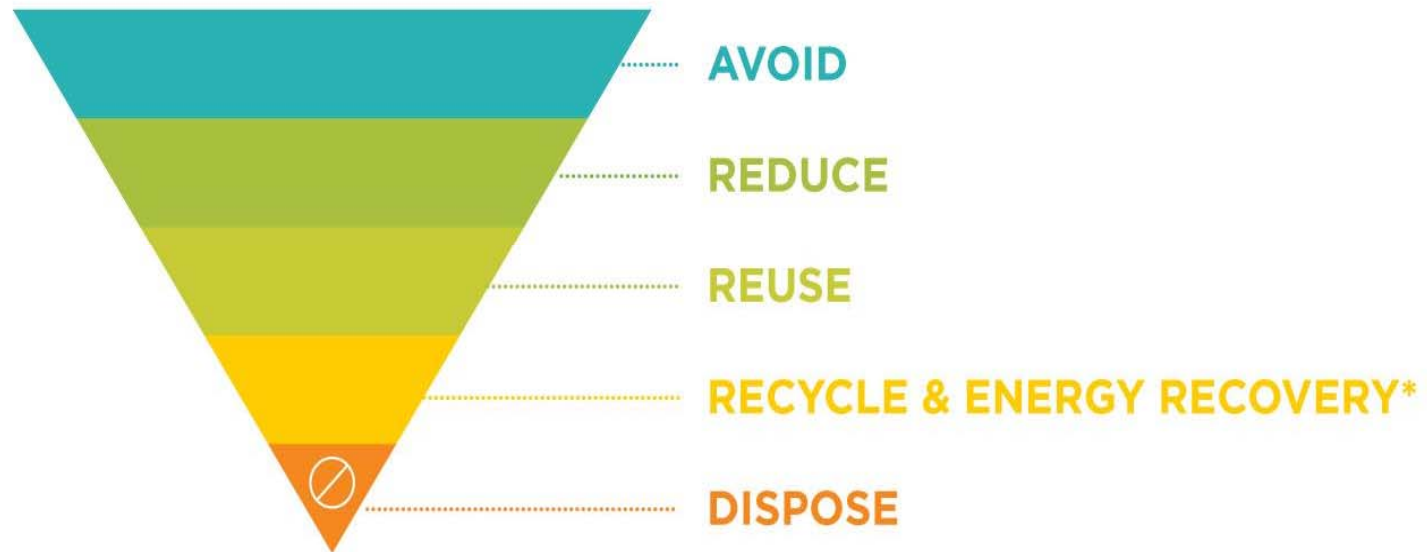 AVOID
REDUCE
REUSE
RECYCLE & ENERGY RECOVERY*
DISPOSE